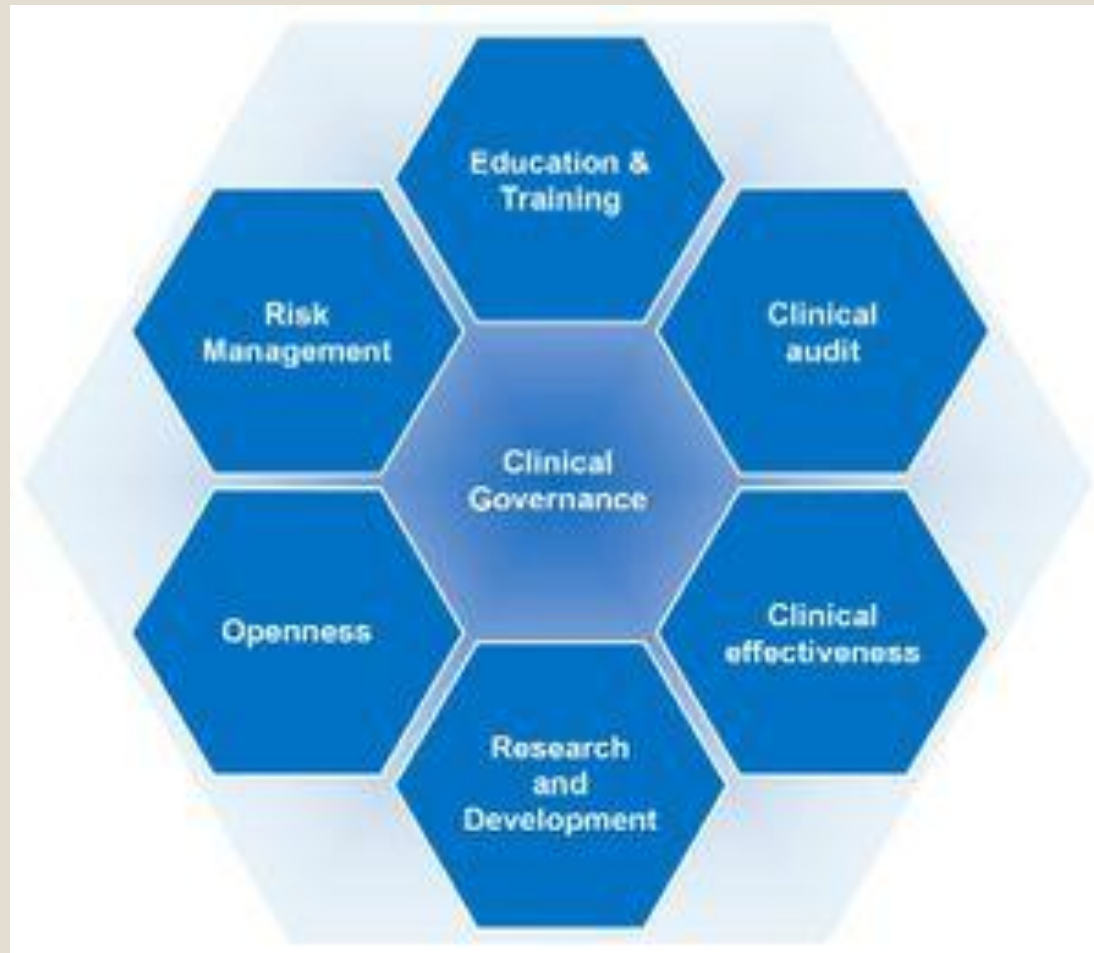 Education &
Training
Risk
Management
Clinical
audit
Clinical
Governance
Openness
Clinical
effectiveness
Research
and
Development